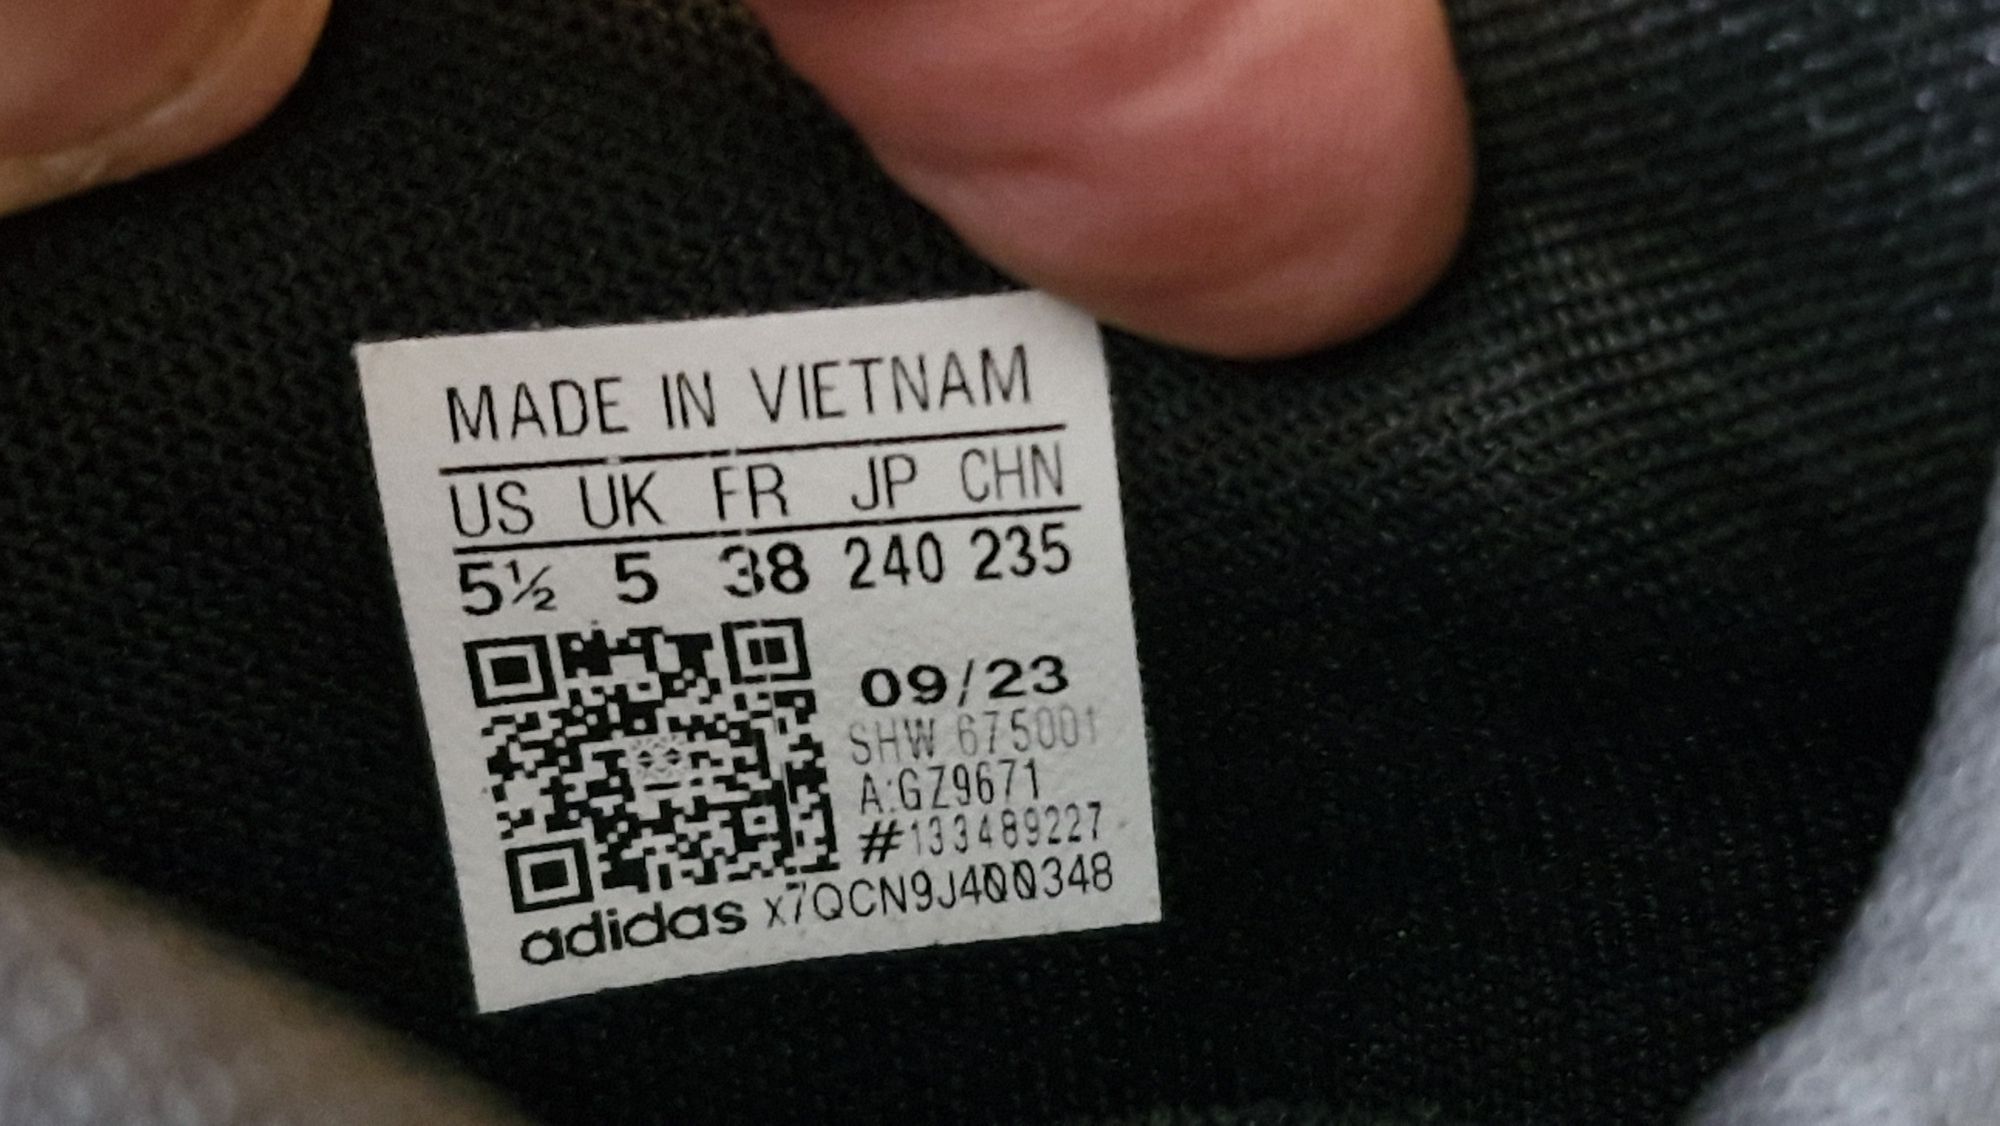 MADE IN VIETNAM
US UK FR JP CHN
5½ 5 38 240 235
09/23
SHW 675001
A:GZ9671
#133489227
adidas x7QCN9J400348